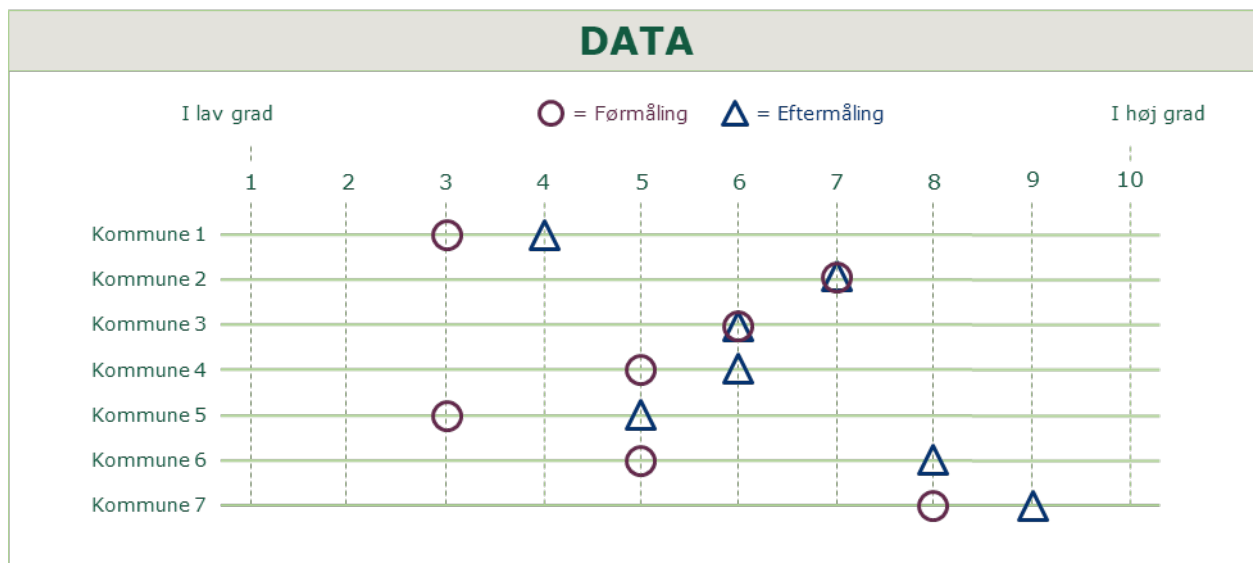 DATA
I lav grad = Førmåling = Eftermåling I høj grad
1 2 3 4 5 6 7 8 9 10
Kommune 1
Kommune 2
Kommune 3
Kommune 4
Kommune 5
Kommune 6
Kommune 7